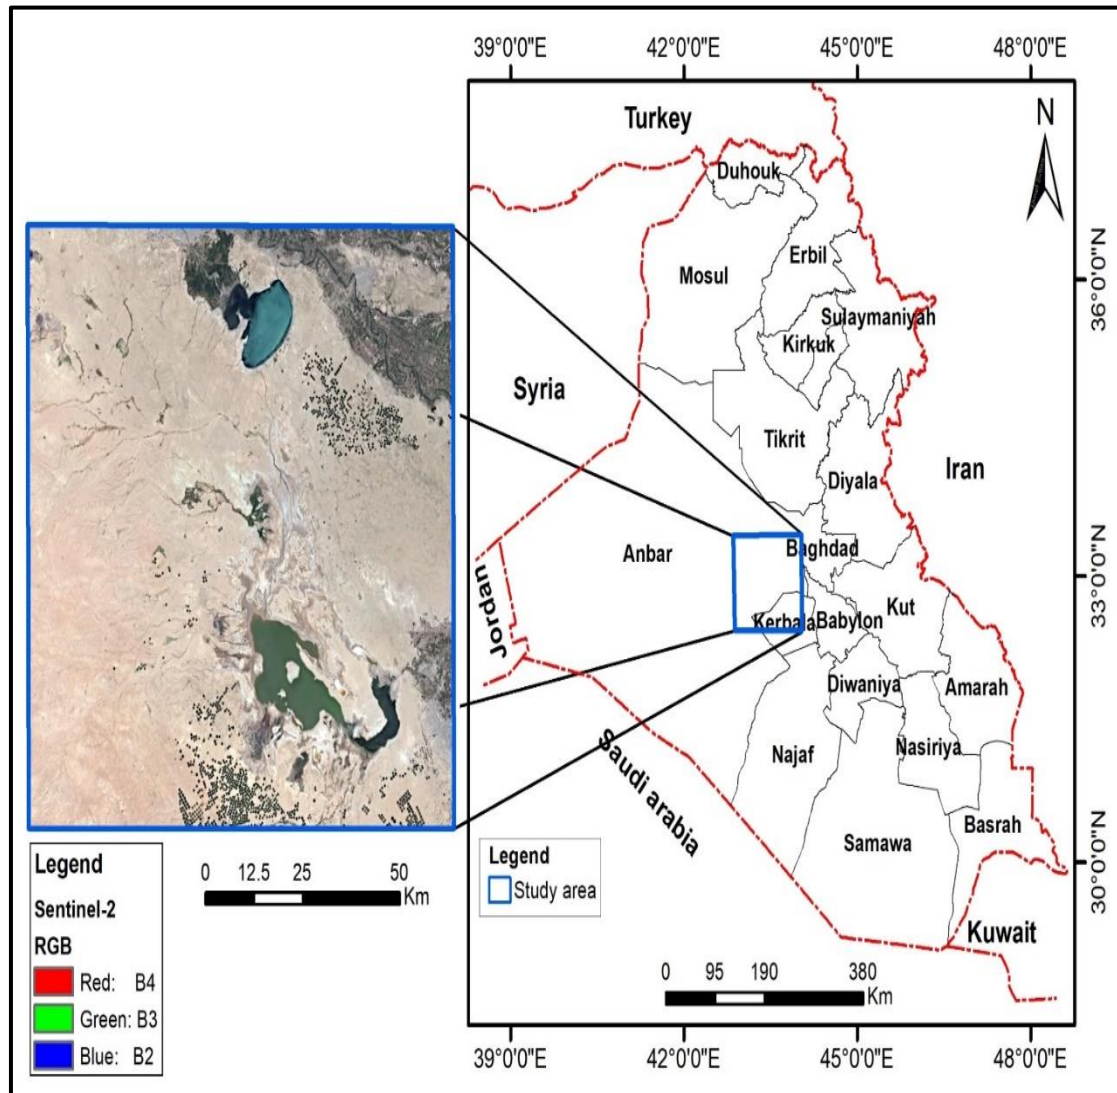 39°0'0"E 42°0'0"E 45°0'0"E 48°0'0"E
N
Turkey
Duhouk
Erbil
Mosul
36°0'0"N
Sulaymaniyah
Kirkuk
Syria
Tikrit
Iran
Diyala
Baghdad
Anbar
33°0'0"N
Jordan
Kut
Kerbala
Babylon
Diwaniya
Amarah
Najaf
Nasiriya
Saudi arabia
Basrah
Samawa
30°0'0"N
Kuwait
Legend
Study area
0 95 190 380
Km
39°0'0"E 42°0'0"E 45°0'0"E 48°0'0"E
Legend
Sentinel-2
RGB
Red: B4
Green: B3
Blue: B2
0 12.5 25 50
Km